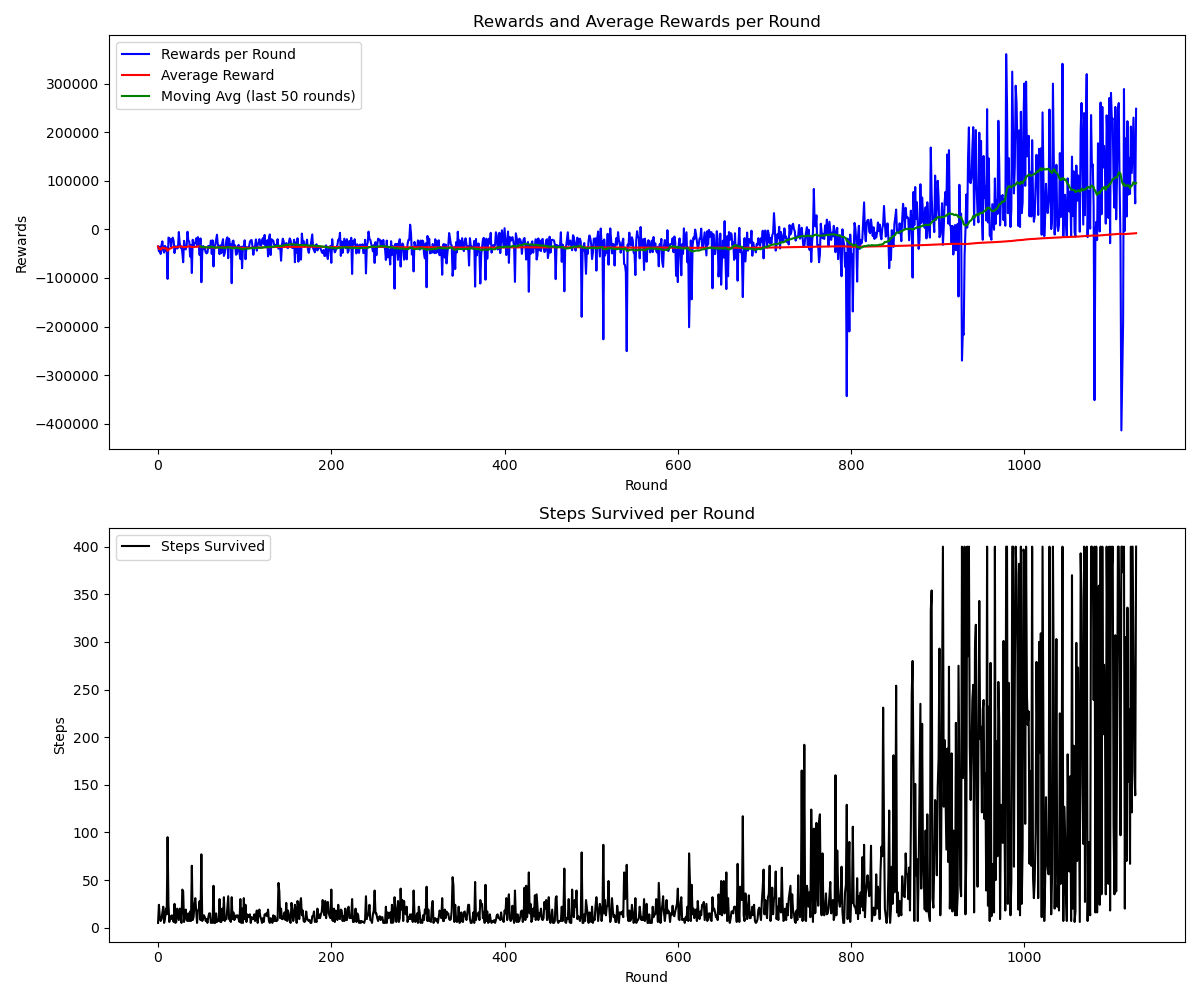 Rewards and Average Rewards per Round
Rewards per Round
Average Reward
Moving Avg (last 50 rounds)
300000
200000
100000
0
−100000
−200000
−300000
−400000
Rewards
0 200 400 600 800 1000
Round
Steps Survived per Round
Steps Survived
400
350
300
250
200
150
100
50
0
Steps
0 200 400 600 800 1000
Round